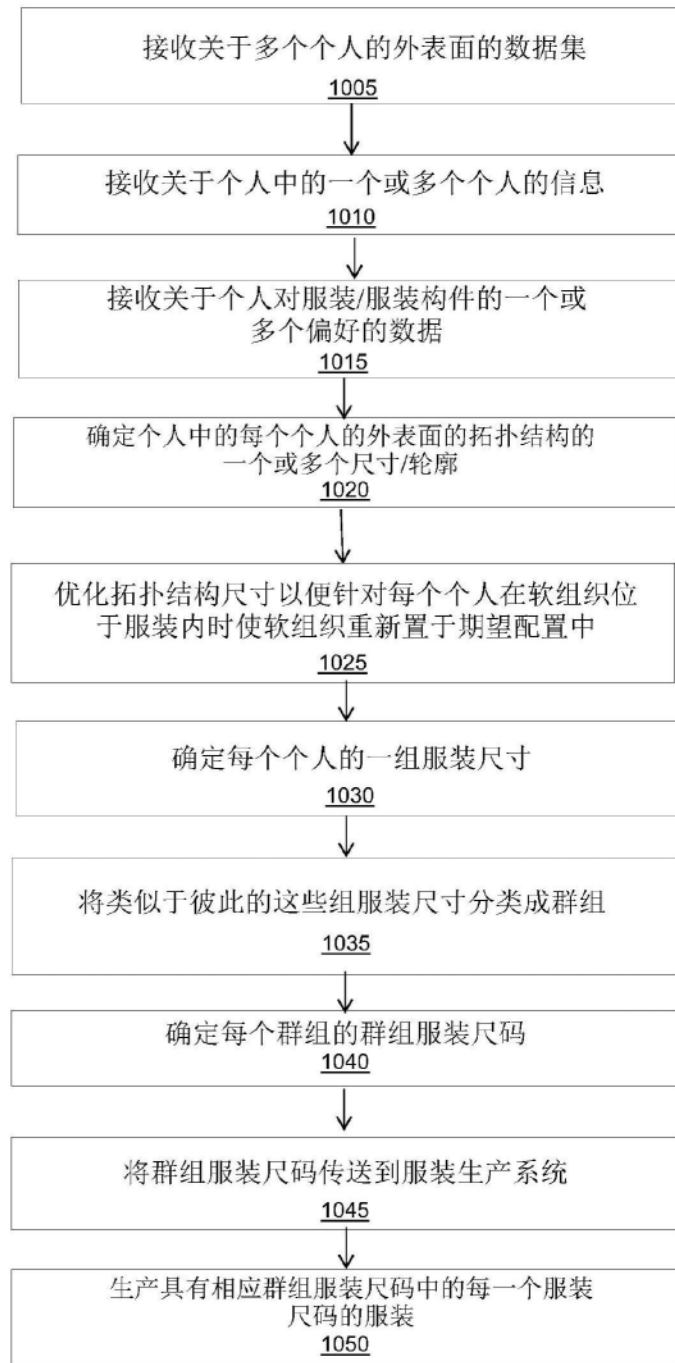 接收关于多个个人的外表面的数据集
1005
接收关于个人中的一个或多个个人的信息
1010
接收关于个人对服装/服装构件的一个或
多个偏好的数据
1015
确定个人中的每个个人的外表面的拓扑结构的
一个或多个尺寸/轮廓
1020
优化拓扑结构尺寸以便针对每个个人在软组织位
于服装内时使软组织重新置于期望配置中
1025
确定每个个人的一组服装尺寸
1030
将类似于彼此的这些组服装尺寸分类成群组
1035
确定每个群组的群组服装尺码
1040
将群组服装尺码传送到服装生产系统
1045
生产具有相应群组服装尺码中的每一个服装
尺码的服装
1050